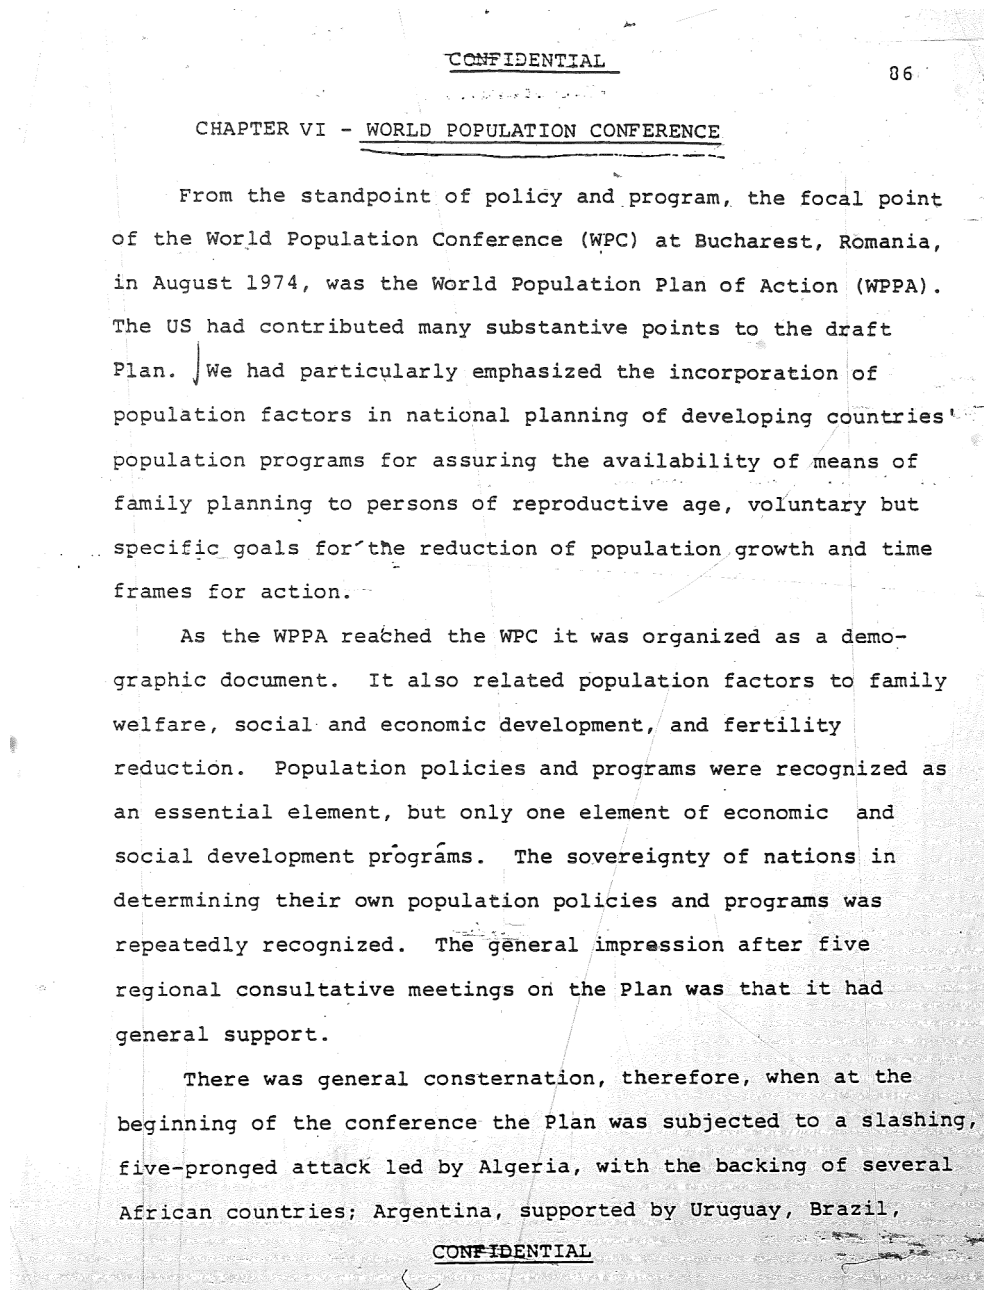 CONFIDENTIAL
86
CHAPTER VI - WORLD POPULATION CONFERENCE
From the standpoint of policy and program, the focal point
of the World Population Conference (WPC) at Bucharest, Romania,
in August 1974, was the World Population Plan of Action (WPPA).
The US had contributed many substantive points to the draft
Plan. We had particularly emphasized the incorporation of
population factors in national planning of developing countries'
population programs for assuring the availability of means of
family planning to persons of reproductive age, voluntary but
specific goals for the reduction of population growth and time
frames for action.
As the WPPA reached the WPC it was organized as a demo-
graphic document. It also related population factors to family
welfare, social and economic development, and fertility
reduction. Population policies and programs were recognized as
an essential element, but only one element of economic and
social development programs. The sovereignty of nations in
determining their own population policies and programs was
repeatedly recognized. The general impression after five
regional consultative meetings on the Plan was that it had
general support.
There was general consternation, therefore, when at the
beginning of the conference the Plan was subjected to a slashing,
five-pronged attack led by Algeria, with the backing of several
African countries; Argentina, supported by Uruguay, Brazil,
CONFIDENTIAL